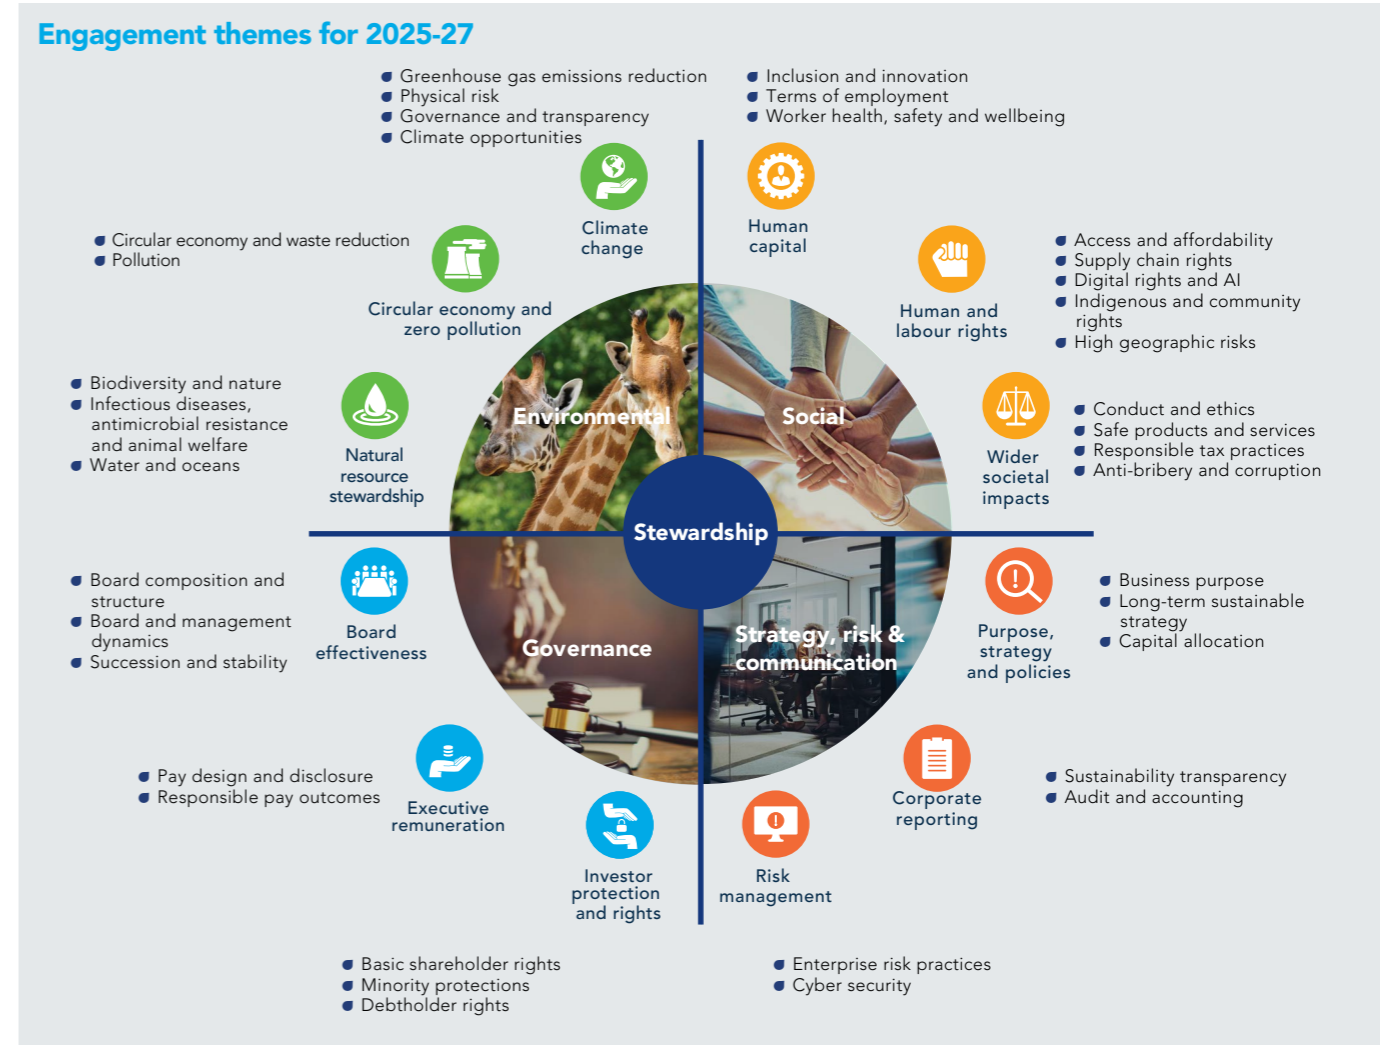 Engagement themes for 2025-27
Greenhouse gas emissions reduction
Physical risk
Governance and transparency
Climate opportunities
Climate
change
Inclusion and innovation
Terms of employment
Worker health, safety and wellbeing
Human
capital
Circular economy and waste reduction
Pollution
Circular economy and
zero pollution
Access and affordability
Supply chain rights
Digital rights and AI
Indigenous and community
rights
High geographic risks
Human and
labour rights
Biodiversity and nature
Infectious diseases,
antimicrobial resistance
and animal welfare
Water and oceans
Natural
resource
stewardship
Environmental
Social
Conduct and ethics
Safe products and services
Responsible tax practices
Anti-bribery and corruption
Wider
societal
impacts
Stewardship
Board composition and
structure
Board and management
dynamics
Succession and stability
Board
effectiveness
Governance
Strategy, risk &
communication
Purpose,
strategy
and policies
Business purpose
Long-term sustainable
strategy
Capital allocation
Pay design and disclosure
Responsible pay outcomes
Executive
remuneration
Corporate
reporting
Sustainability transparency
Audit and accounting
Investor
protection
and rights
Risk
management
Basic shareholder rights
Minority protections
Debtholder rights
Enterprise risk practices
Cyber security